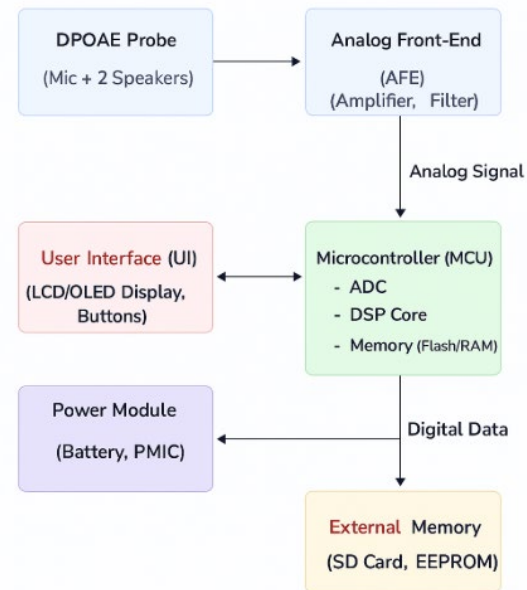 DPOAE Probe
(Mic + 2 Speakers)
Analog Front-End
(AFE)
(Amplifier, Filter)
Analog Signal
User Interface (UI)
(LCD/OLED Display,
Buttons)
Microcontroller (MCU)
- ADC
- DSP Core
- Memory (Flash/RAM)
Power Module
(Battery, PMIC)
Digital Data
External Memory
(SD Card, EEPROM)